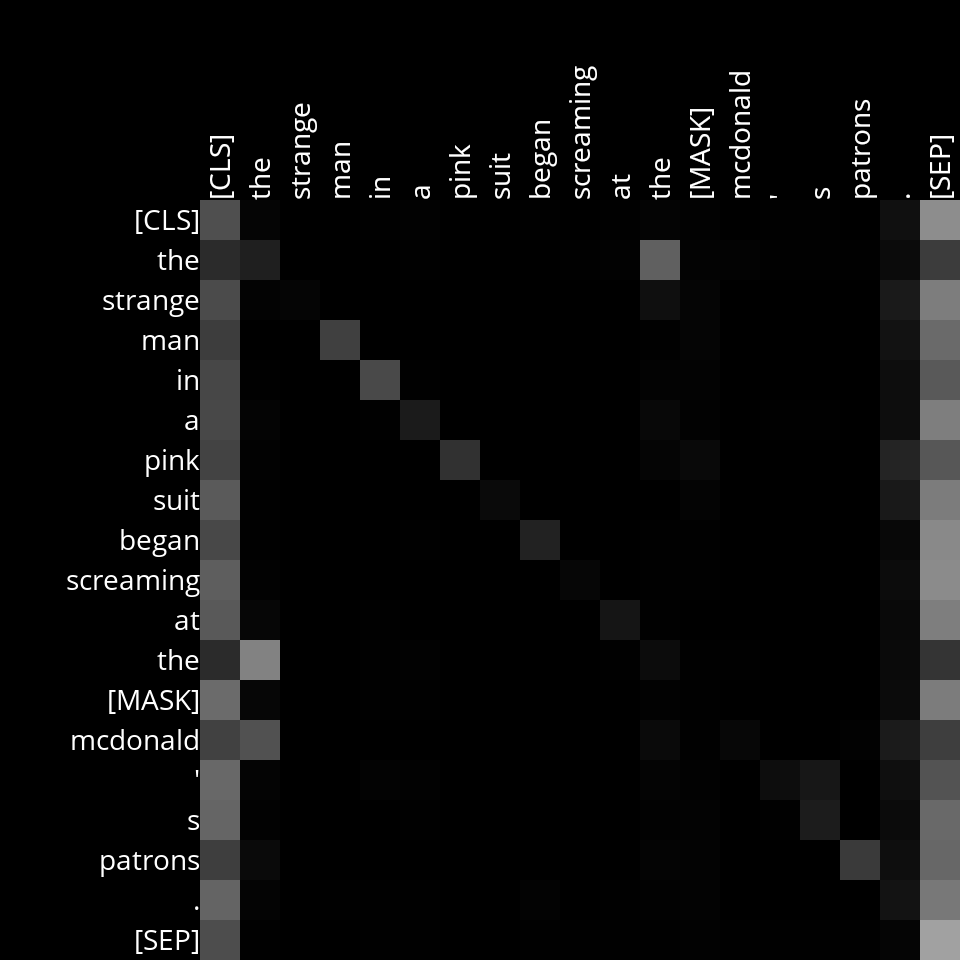 [CLS] the strange man in a pink suit began screaming at the [MASK] mcdonald ' s patrons . [SEP]
[CLS]
the
strange
man
in
a
pink
suit
began
screaming
at
the
[MASK]
mcdonald
'
s
patrons
.
[SEP]